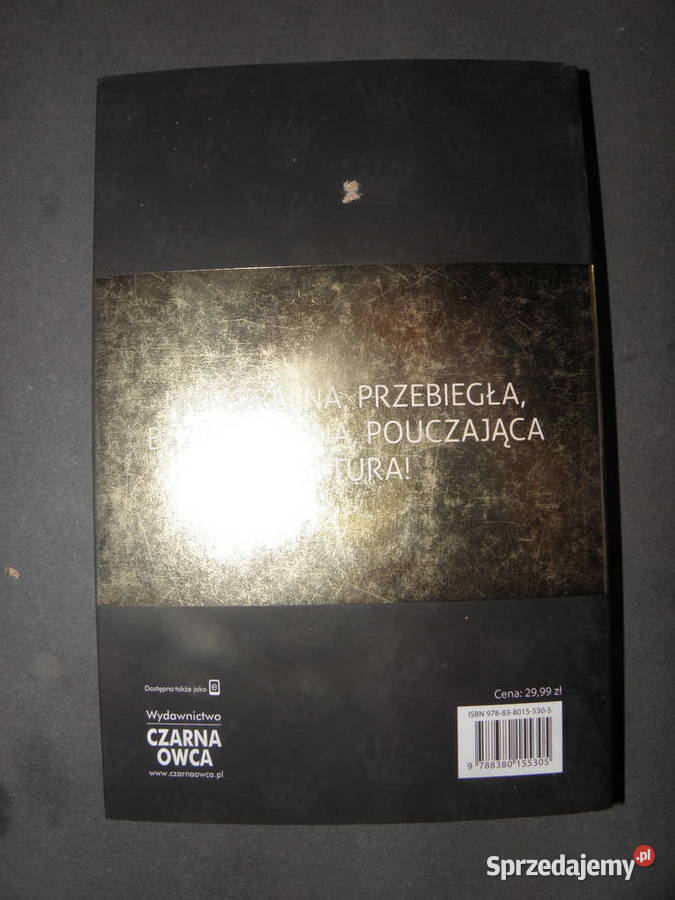 PRZEBIEGŁA,
POUCZAJĄCA
Dostępna także jako e
Wydawnictwo
CZARNA
OWCA
www.czarnaowca.pl
Cena: 29,99 zł
ISBN 978-83-8015-530-5
9 788380 155305
Sprzedajemy.pl